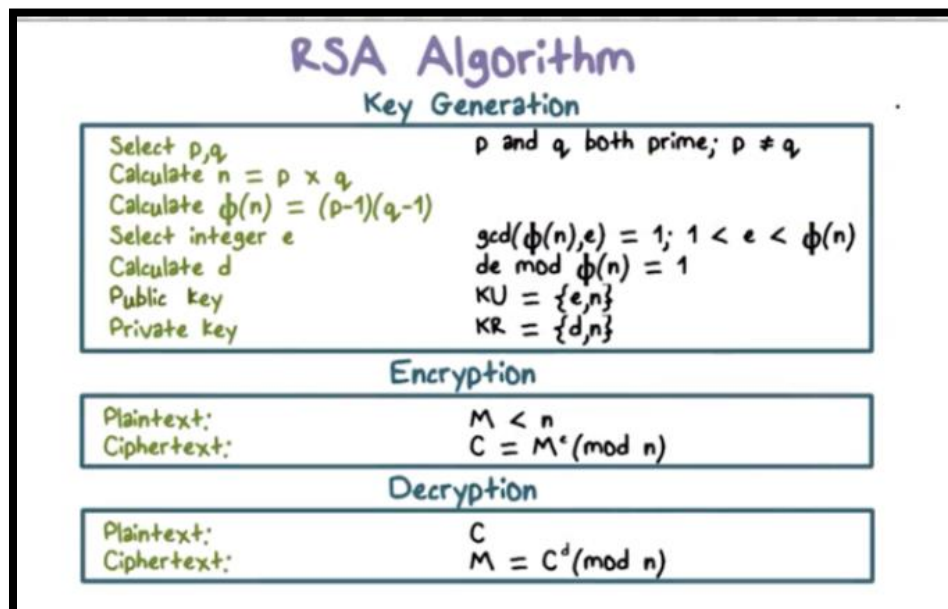 RSA Algorithm
Key Generation
Select p,q p and q both prime; p ≠ q
Calculate n = p x q
Calculate ϕ(n) = (p-1)(q-1)
Select integer e gcd(ϕ(n),e) = 1; 1 < e < ϕ(n)
Calculate d de mod ϕ(n) = 1
Public key KU = {e,n}
Private key KR = {d,n}
Encryption
Plaintext: M < n
Ciphertext: C = Mᵉ(mod n)
Decryption
Plaintext: C
Ciphertext: M = Cᵈ(mod n)